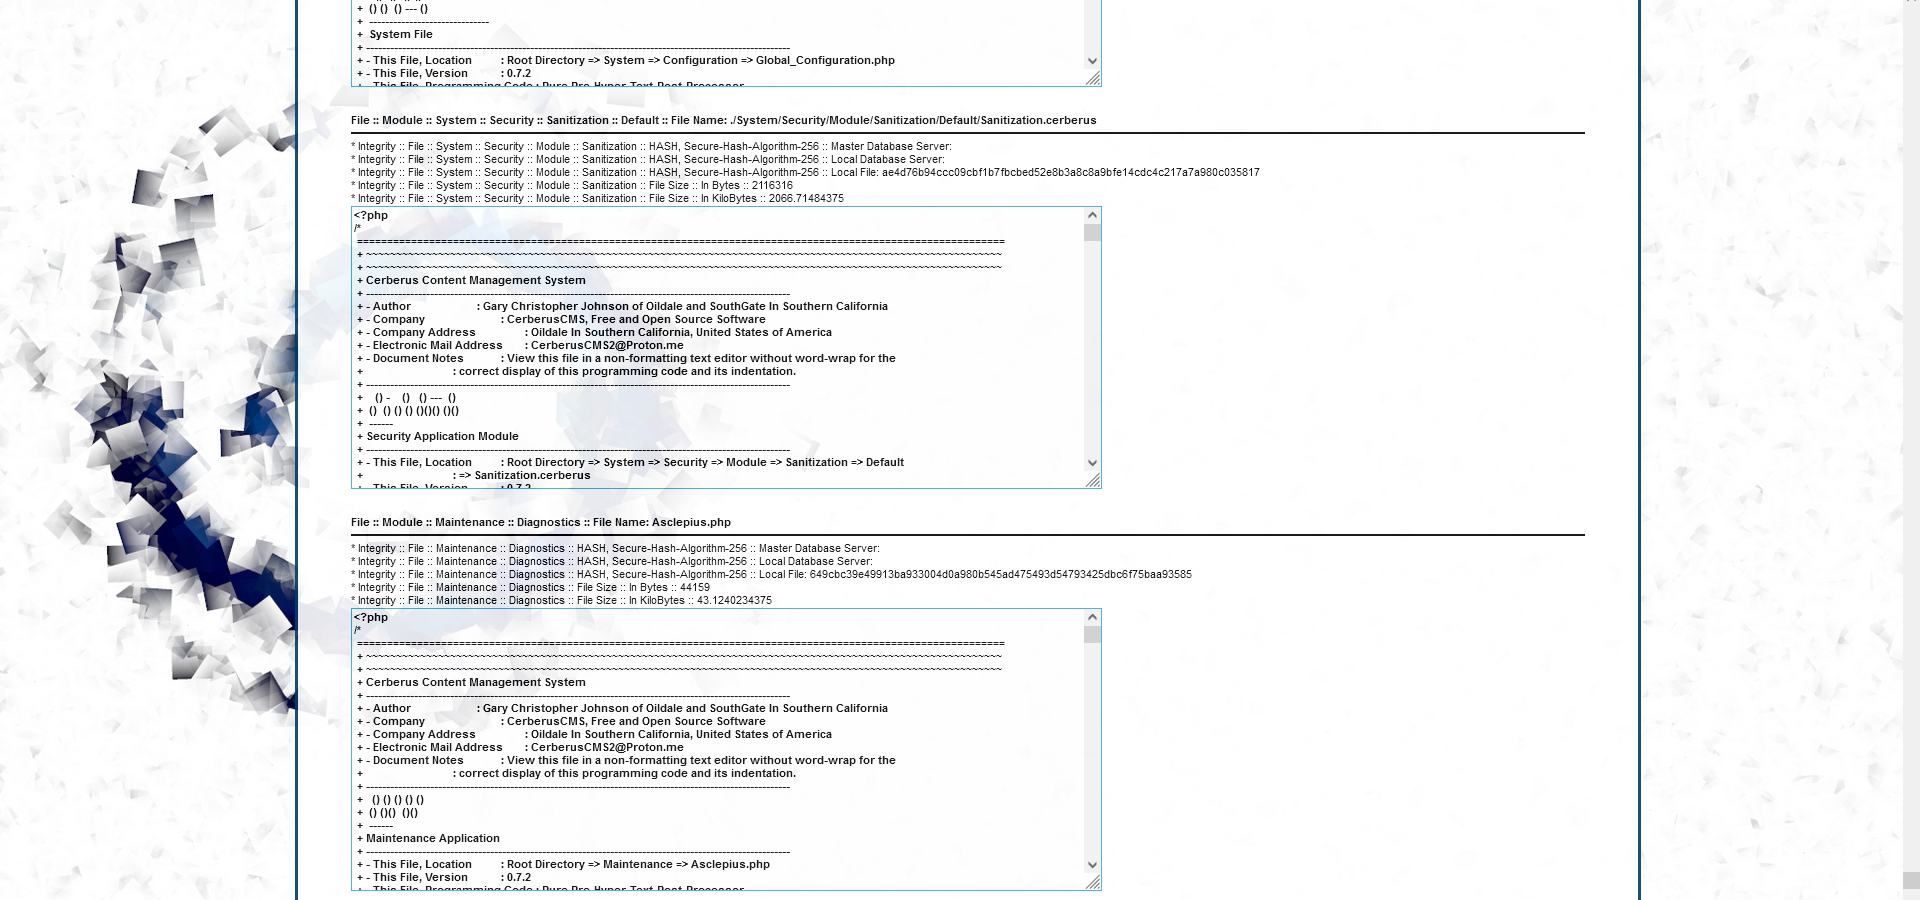 + () ()  () --- ()
+ ------------------------------
+ System File
+ ----------------------------------------------------------------------------------------------------------
+ - This File, Location : Root Directory => System => Configuration => Global_Configuration.php
+ - This File, Version : 0.7.2
+ - This File, Programming Code : Pure Pre Hyper Text Post Processor
File :: Module :: System :: Security :: Sanitization :: Default :: File Name: ./System/Security/Module/Sanitization/Default/Sanitization.cerberus
* Integrity :: File :: System :: Security :: Module :: Sanitization :: HASH, Secure-Hash-Algorithm-256 :: Master Database Server:
* Integrity :: File :: System :: Security :: Module :: Sanitization :: HASH, Secure-Hash-Algorithm-256 :: Local Database Server:
* Integrity :: File :: System :: Security :: Module :: Sanitization :: HASH, Secure-Hash-Algorithm-256 :: Local File: ae4d76b94ccc09cbf1b7fbcbed52e8b3a8c8a9bfe14cdc4c217a7a980c035817
* Integrity :: File :: System :: Security :: Module :: Sanitization :: File Size :: In Bytes :: 2116316
* Integrity :: File :: System :: Security :: Module :: Sanitization :: File Size :: In KiloBytes :: 2066.71484375
<?php
/*
============================================================================================================
+ ~~~~~~~~~~~~~~~~~~~~~~~~~~~~~~~~~~~~~~~~~~~~~~~~~~~~~~~~~~~~~~~~~~~~~~~~~~~~~~~~~~~~~~~~~~~~~~~~~~~~~~~~~~
+ ~~~~~~~~~~~~~~~~~~~~~~~~~~~~~~~~~~~~~~~~~~~~~~~~~~~~~~~~~~~~~~~~~~~~~~~~~~~~~~~~~~~~~~~~~~~~~~~~~~~~~~~~~~
+ Cerberus Content Management System
+ ----------------------------------------------------------------------------------------------------------
+ - Author : Gary Christopher Johnson of Oildale and SouthGate In Southern California
+ - Company : CerberusCMS, Free and Open Source Software
+ - Company Address : Oildale In Southern California, United States of America
+ - Electronic Mail Address : CerberusCMS2@Proton.me
+ - Document Notes : View this file in a non-formatting text editor without word-wrap for the
+ : correct display of this programming code and its indentation.
+ ----------------------------------------------------------------------------------------------------------
+ () - () () --- ()
+ () () () () ()()() ()()
+ ------
+ Security Application Module
+ ----------------------------------------------------------------------------------------------------------
+ - This File, Location : Root Directory => System => Security => Module => Sanitization => Default
+ : => Sanitization.cerberus
+ - This File, Version : 0.7.2
File :: Module :: Maintenance :: Diagnostics :: File Name: Asclepius.php
* Integrity :: File :: Maintenance :: Diagnostics :: HASH, Secure-Hash-Algorithm-256 :: Master Database Server:
* Integrity :: File :: Maintenance :: Diagnostics :: HASH, Secure-Hash-Algorithm-256 :: Local Database Server:
* Integrity :: File :: Maintenance :: Diagnostics :: HASH, Secure-Hash-Algorithm-256 :: Local File: 649cbc39e49913ba933004d0a980b545ad475493d54793425dbc6f75baa93585
* Integrity :: File :: Maintenance :: Diagnostics :: File Size :: In Bytes :: 44159
* Integrity :: File :: Maintenance :: Diagnostics :: File Size :: In KiloBytes :: 43.1240234375
<?php
/*
============================================================================================================
+ ~~~~~~~~~~~~~~~~~~~~~~~~~~~~~~~~~~~~~~~~~~~~~~~~~~~~~~~~~~~~~~~~~~~~~~~~~~~~~~~~~~~~~~~~~~~~~~~~~~~~~~~~~~
+ ~~~~~~~~~~~~~~~~~~~~~~~~~~~~~~~~~~~~~~~~~~~~~~~~~~~~~~~~~~~~~~~~~~~~~~~~~~~~~~~~~~~~~~~~~~~~~~~~~~~~~~~~~~
+ Cerberus Content Management System
+ ----------------------------------------------------------------------------------------------------------
+ - Author : Gary Christopher Johnson of Oildale and SouthGate In Southern California
+ - Company : CerberusCMS, Free and Open Source Software
+ - Company Address : Oildale In Southern California, United States of America
+ - Electronic Mail Address : CerberusCMS2@Proton.me
+ - Document Notes : View this file in a non-formatting text editor without word-wrap for the
+ : correct display of this programming code and its indentation.
+ ----------------------------------------------------------------------------------------------------------
+ () () () () ()
+ () ()() ()()
+ ------
+ Maintenance Application
+ ----------------------------------------------------------------------------------------------------------
+ - This File, Location : Root Directory => Maintenance => Asclepius.php
+ - This File, Version : 0.7.2
+ - This File, Programming Code : Pure Pre Hyper Text Post Processor